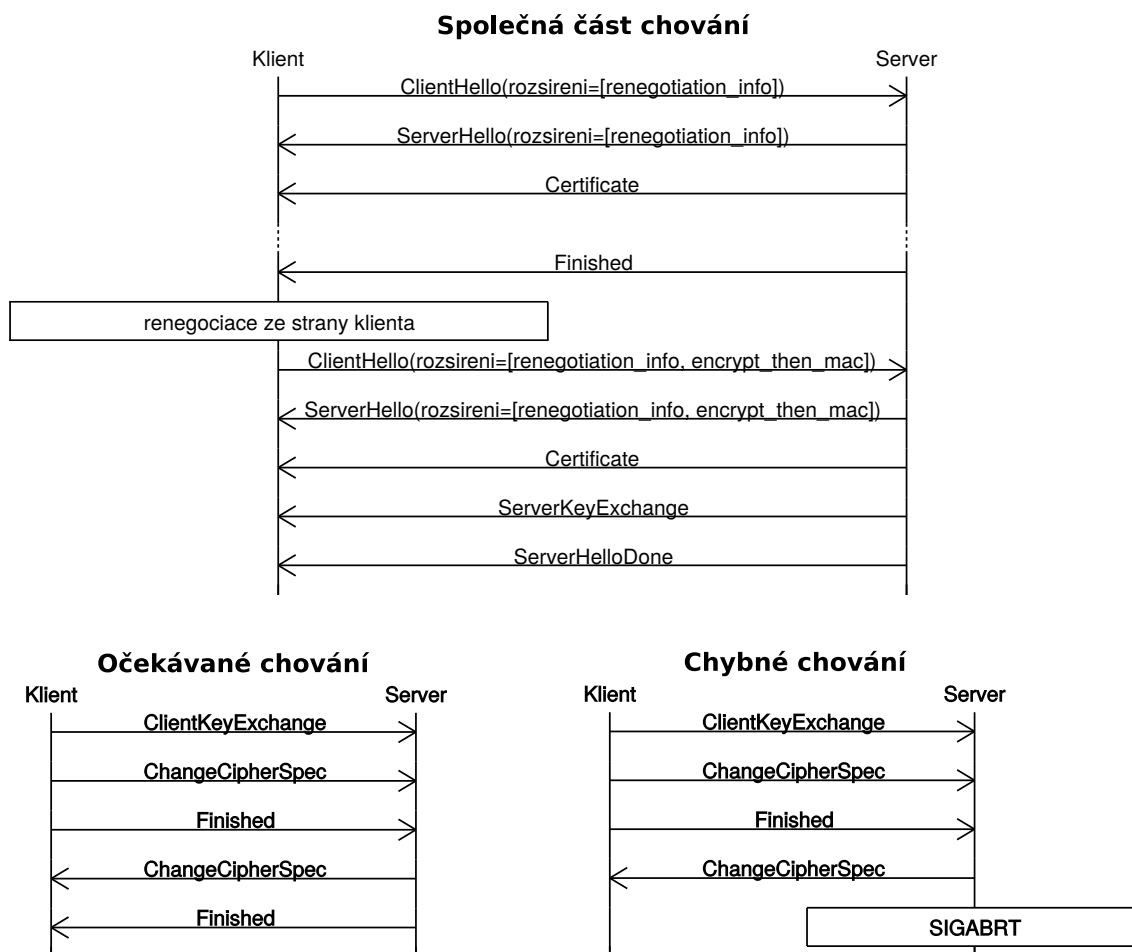 Společná část chování
Klient Server
ClientHello(rozsireni=[renegotiation_info])
ServerHello(rozsireni=[renegotiation_info])
Certificate
Finished
renegociace ze strany klienta
ClientHello(rozsireni=[renegotiation_info, encrypt_then_mac])
ServerHello(rozsireni=[renegotiation_info, encrypt_then_mac])
Certificate
ServerKeyExchange
ServerHelloDone
Očekávané chování
Klient Server
ClientKeyExchange
ChangeCipherSpec
Finished
ChangeCipherSpec
Finished
Chybné chování
Klient Server
ClientKeyExchange
ChangeCipherSpec
Finished
ChangeCipherSpec
SIGABRT